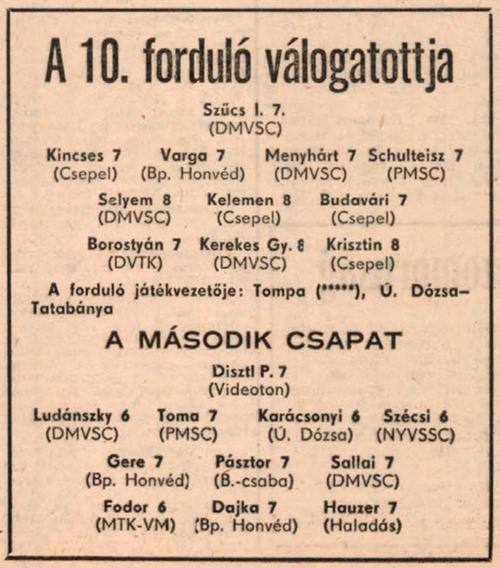 A 10. forduló válogatottja
Szűcs I. 7.
(DMVSC)
Kincses 7 Varga 7 Menyhárt 7 Schulteisz 7
(Csepel) (Bp. Honvéd) (DMVSC) (PMSC)
Selyem 8 Kelemen 8 Budavári 7
(DMVSC) (Csepel) (Csepel)
Borostyán 7 Kerekes Gy. 8 Krisztin 8
(DVTK) (DMVSC) (Csepel)
A forduló játékvezetője: Tompa (*****), Ú. Dózsa–
Tatabánya
A MÁSODIK CSAPAT
Disztl P. 7
(Videoton)
Ludánszky 6 Toma 7 Karácsonyi 6 Szécsi 6
(DMVSC) (PMSC) (Ú. Dózsa) (NYVSSC)
Gere 7 Pásztor 7 Sallai 7
(Bp. Honvéd) (B.-csaba) (DMVSC)
Fodor 6 Dajka 7 Hauzer 7
(MTK-VM) (Bp. Honvéd) (Haladás)